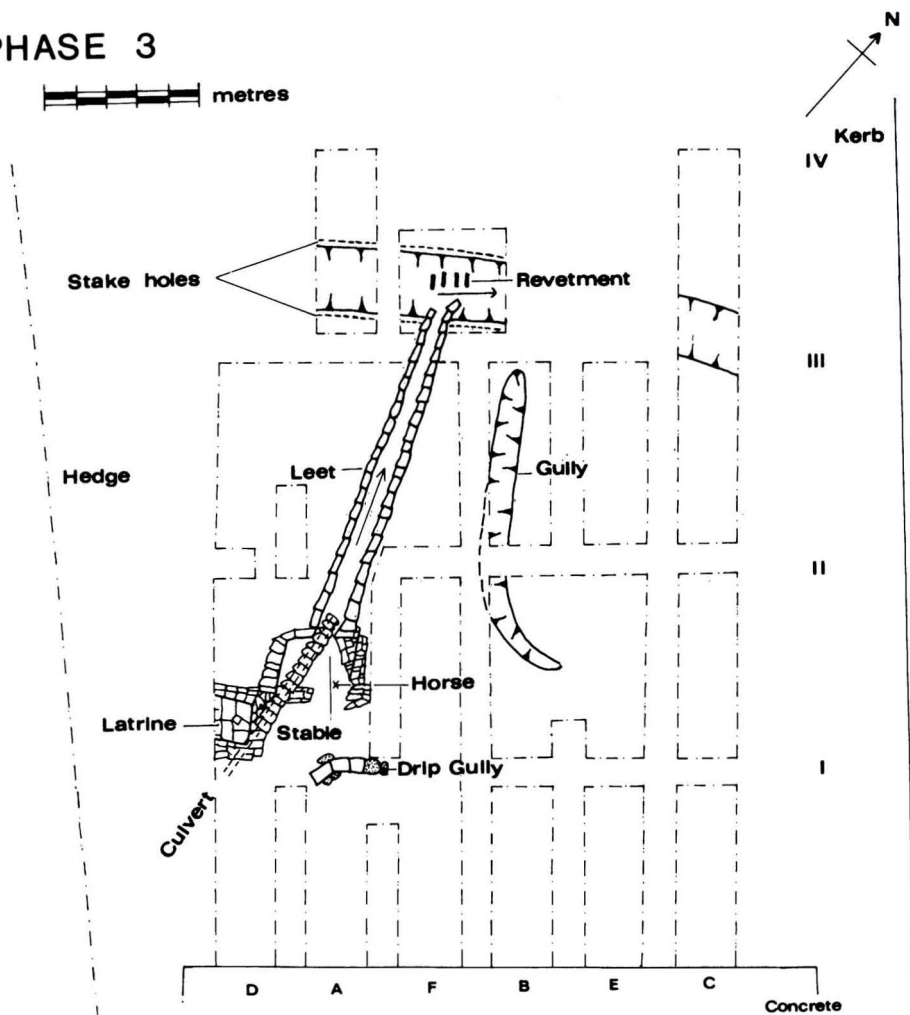 PHASE 3
metres
N
Kerb
IV
Stake holes
Revetment
III
Hedge
Leet
Gully
II
Horse
Latrine
Stable
Drip Gully
I
Culvert
D A F B E C
Concrete